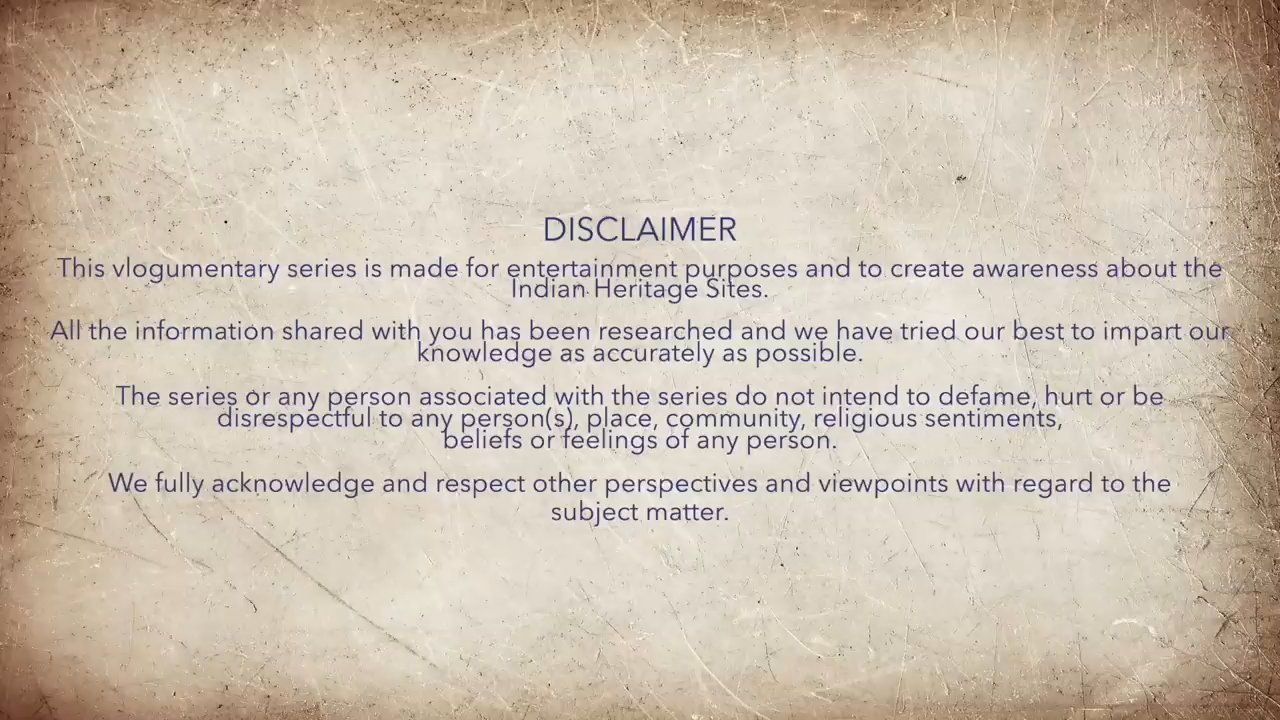 DISCLAIMER
This vlogumentary series is made for entertainment purposes and to create awareness about the
Indian Heritage Sites.
All the information shared with you has been researched and we have tried our best to impart our
knowledge as accurately as possible.
The series or any person associated with the series do not intend to defame, hurt or be
disrespectful to any person(s), place, community, religious sentiments,
beliefs or feelings of any person.
We fully acknowledge and respect other perspectives and viewpoints with regard to the
subject matter.